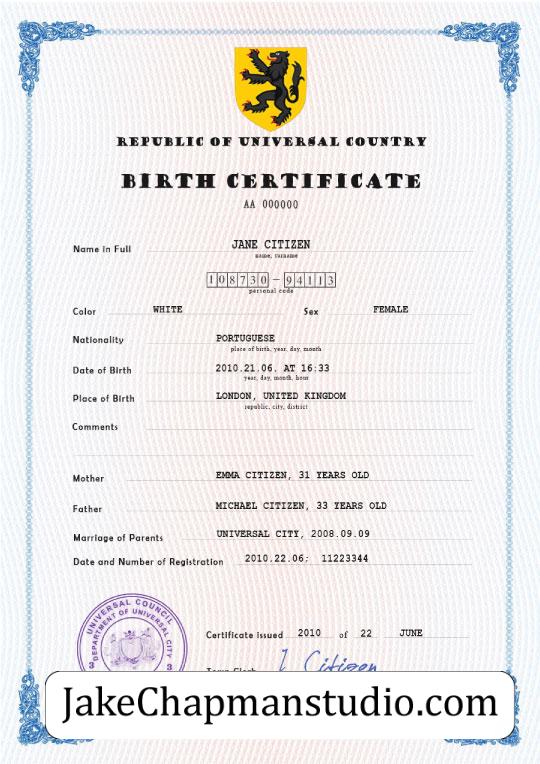 REPUBLIC OF UNIVERSAL COUNTRY
BIRTH CERTIFICATE
AA 000000
Name in Full JANE CITIZEN
108730 - 94113
personal code
Color WHITE Sex FEMALE
Nationality PORTUGUESE
place of birth, year, day, month
Date of Birth 2010.21.06. AT 16:33
year, day, month, hour
Place of Birth LONDON, UNITED KINGDOM
republic, city, district
Comments
Mother EMMA CITIZEN, 31 YEARS OLD
Father MICHAEL CITIZEN, 33 YEARS OLD
Marriage of Parents UNIVERSAL CITY, 2008.09.09
Date and Number of Registration 2010.22.06; 11223344
UNIVERSAL COUNCIL
DEPARTMENT OF UNIVERSAL CITY
3 3
Certificate issued 2010 of 22 JUNE
Town Clerk J Citizen
JakeChapmanstudio.com